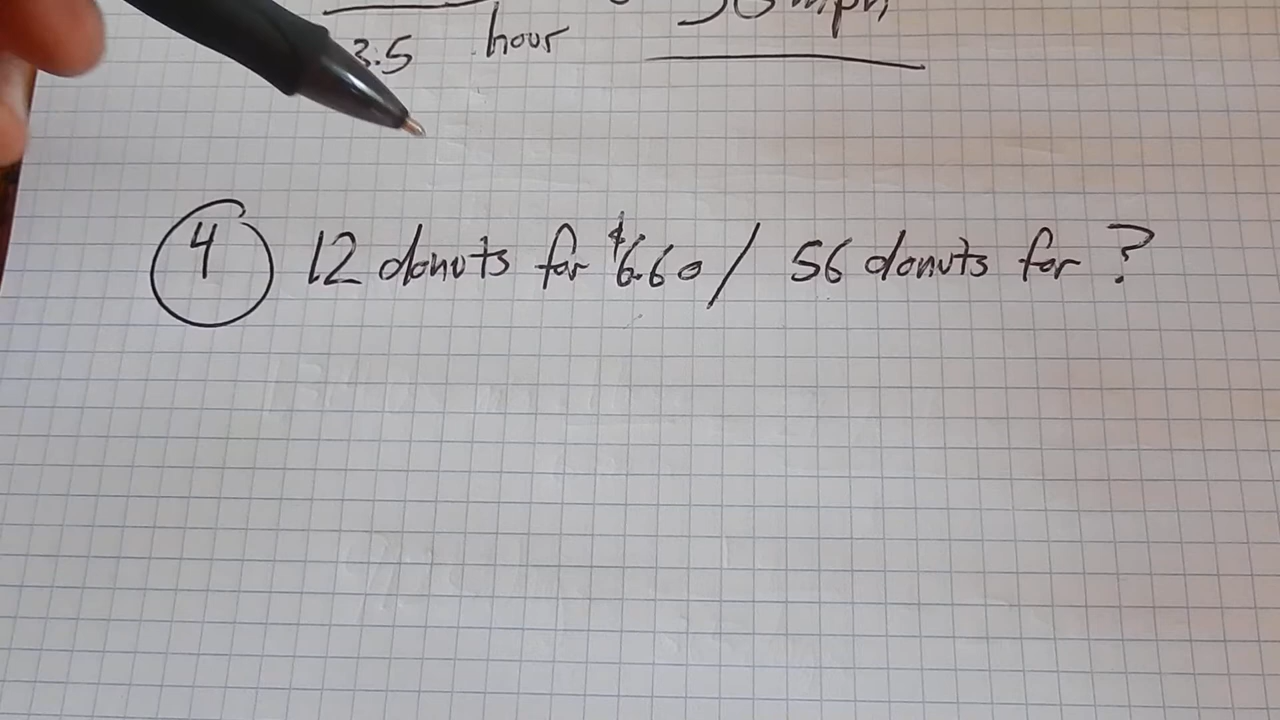 3.5 hour
④ 12 donuts for $6.60 / 56 donuts for ?